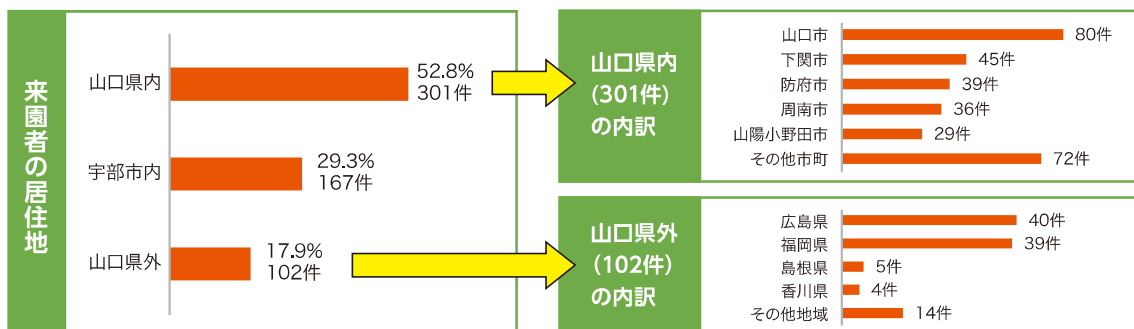 来園者の居住地
山口県内
52.8%
301件
宇部市内
29.3%
167件
山口県外
17.9%
102件
山口県内
(301件)
の内訳
山口市 80件
下関市 45件
防府市 39件
周南市 36件
山陽小野田市 29件
その他市町 72件
山口県外
(102件)
の内訳
広島県 40件
福岡県 39件
島根県 5件
香川県 4件
その他地域 14件